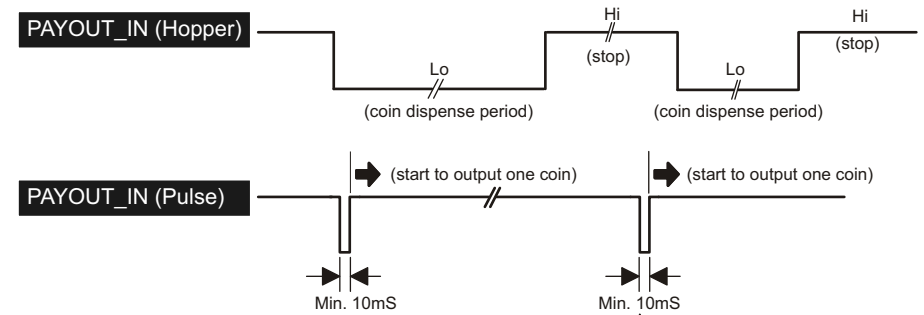 PAYOUT_IN (Hopper)
Hi
(stop)
Hi
(stop)
Lo
(coin dispense period)
Lo
(coin dispense period)
PAYOUT_IN (Pulse)
(start to output one coin)
(start to output one coin)
Min. 10mS
Min. 10mS